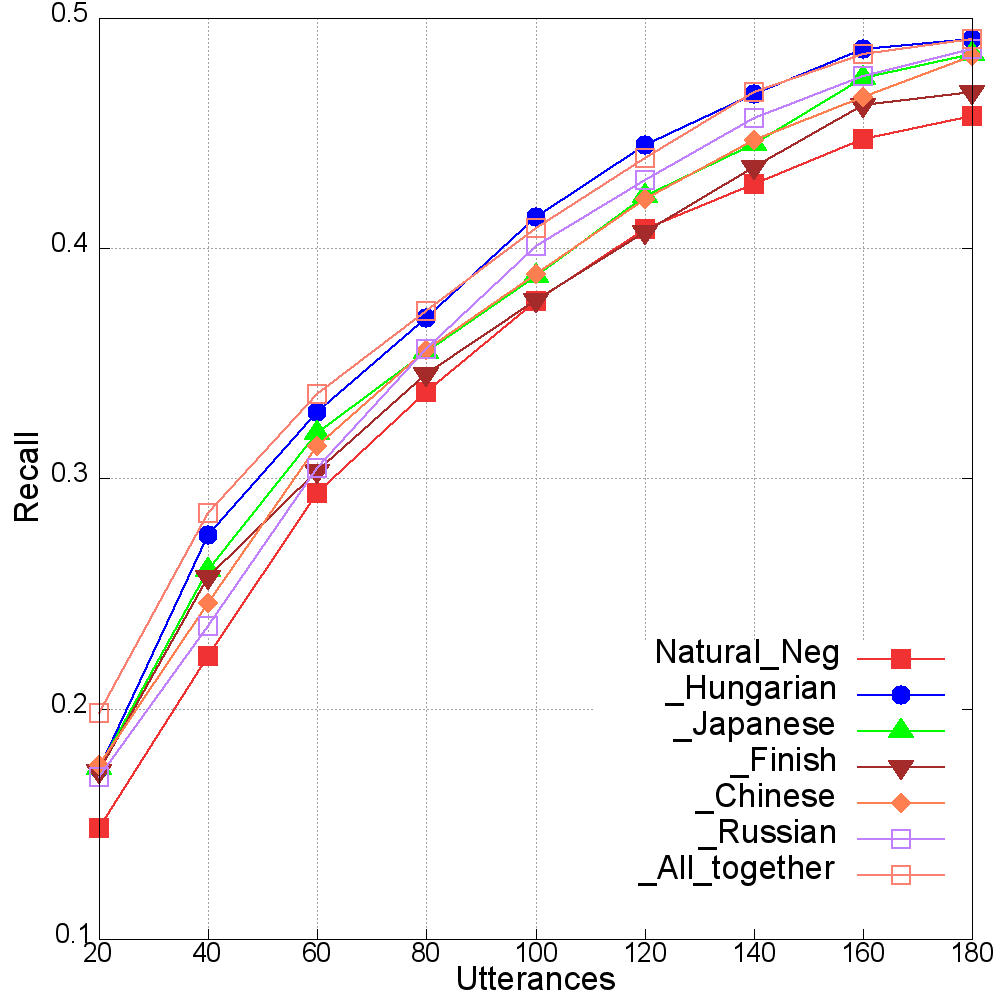 0.5
0.4
0.3
0.2
0.1
Recall
Natural_Neg
_Hungarian
_Japanese
_Finish
_Chinese
_Russian
_All_together
20 40 60 80 100 120 140 160 180
Utterances